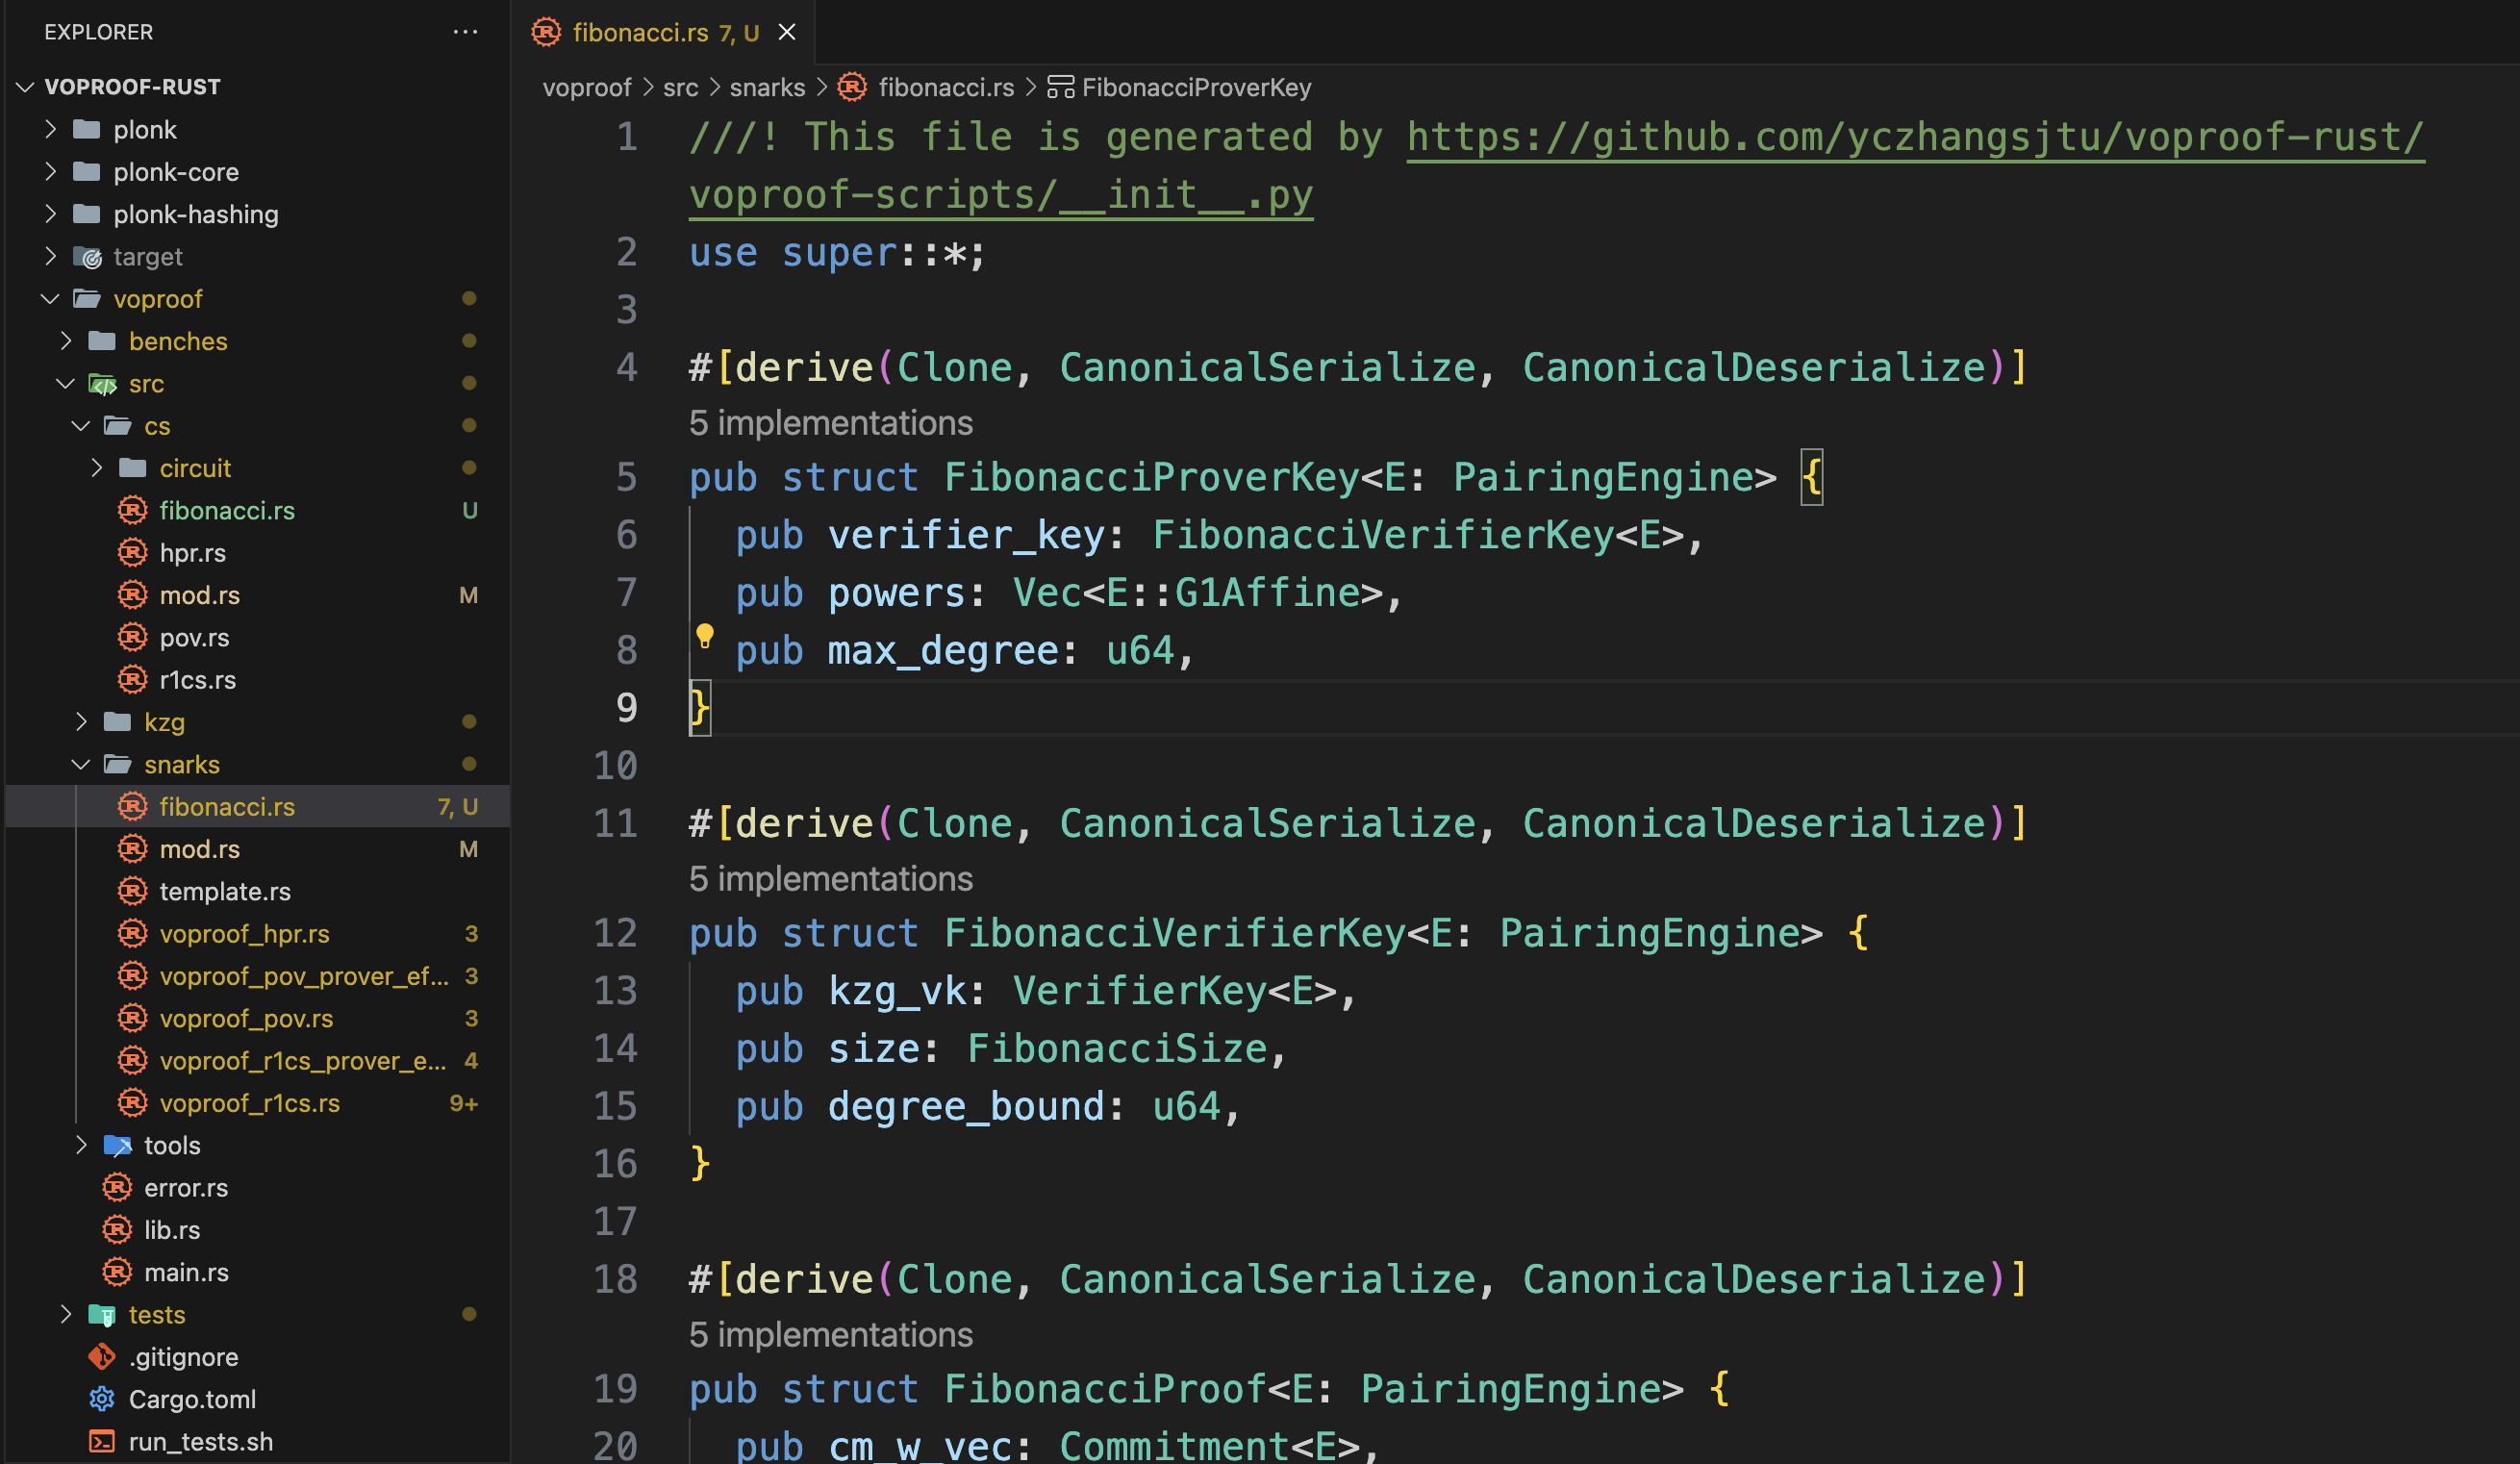 EXPLORER
VOPROOF-RUST
plonk
plonk-core
plonk-hashing
target
voproof
benches
src
cs
circuit
fibonacci.rs U
hpr.rs
mod.rs M
pov.rs
r1cs.rs
kzg
snarks
fibonacci.rs 7, U
mod.rs M
template.rs
voproof_hpr.rs 3
voproof_pov_prover_ef... 3
voproof_pov.rs 3
voproof_r1cs_prover_e... 4
voproof_r1cs.rs 9+
tools
error.rs
lib.rs
main.rs
tests
.gitignore
Cargo.toml
run_tests.sh
fibonacci.rs 7, U
voproof > src > snarks > fibonacci.rs > FibonacciProverKey
1 ///! This file is generated by https://github.com/yczhangsjtu/voproof-rust/
voproof-scripts/__init__.py
2 use super::*;
3
4 #[derive(Clone, CanonicalSerialize, CanonicalDeserialize)]
5 implementations
5 pub struct FibonacciProverKey<E: PairingEngine> {
6 pub verifier_key: FibonacciVerifierKey<E>,
7 pub powers: Vec<E::G1Affine>,
8 pub max_degree: u64,
9 }
10
11 #[derive(Clone, CanonicalSerialize, CanonicalDeserialize)]
5 implementations
12 pub struct FibonacciVerifierKey<E: PairingEngine> {
13 pub kzg_vk: VerifierKey<E>,
14 pub size: FibonacciSize,
15 pub degree_bound: u64,
16 }
17
18 #[derive(Clone, CanonicalSerialize, CanonicalDeserialize)]
5 implementations
19 pub struct FibonacciProof<E: PairingEngine> {
20 pub cm_w_vec: Commitment<E>,